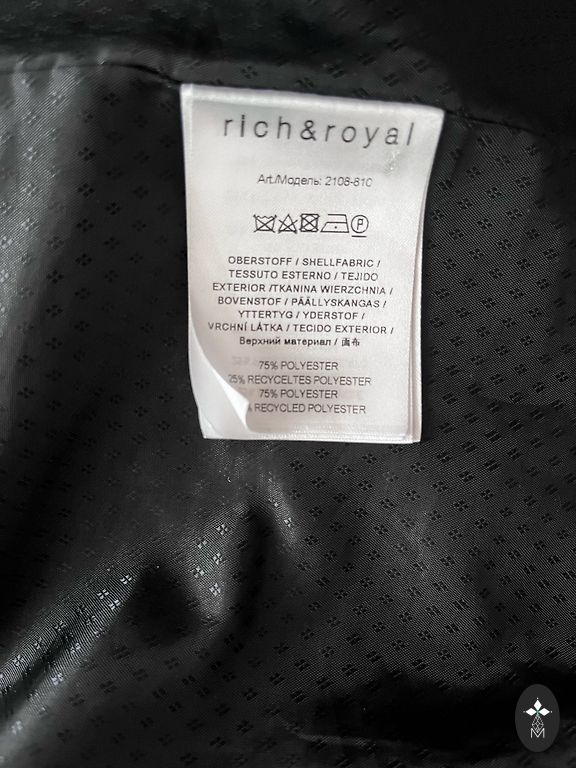 rich&royal
Art./Модель: 2108-810
P
OBERSTOFF / SHELLFABRIC /
TESSUTO ESTERNO / TEJIDO
EXTERIOR /TKANINA WIERZCHNIA /
BOVENSTOF / PÄÄLLYSKANGAS /
YTTERTYG / YDERSTOF /
VRCHNÍ LÁTKA / TECIDO EXTERIOR /
Верхний материал / 画布
75% POLYESTER
25% RECYCELTES POLYESTER
75% POLYESTER
RECYCLED POLYESTER
M